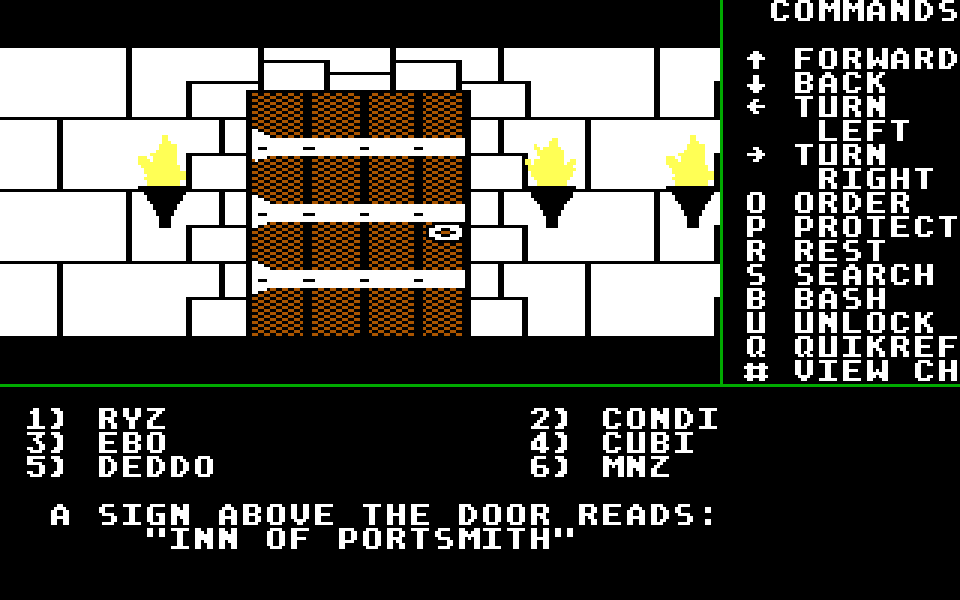 COMMANDS
↑ FORWARD
↓ BACK
← TURN
LEFT
→ TURN
RIGHT
O ORDER
P PROTECT
R REST
S SEARCH
B BASH
U UNLOCK
Q QUIKREF
# VIEW CH
1) RYZ 2) CONDI
3) EBO 4) CUBI
5) DEDDO 6) MNZ
A SIGN ABOVE THE DOOR READS:
"INN OF PORTSMITH"